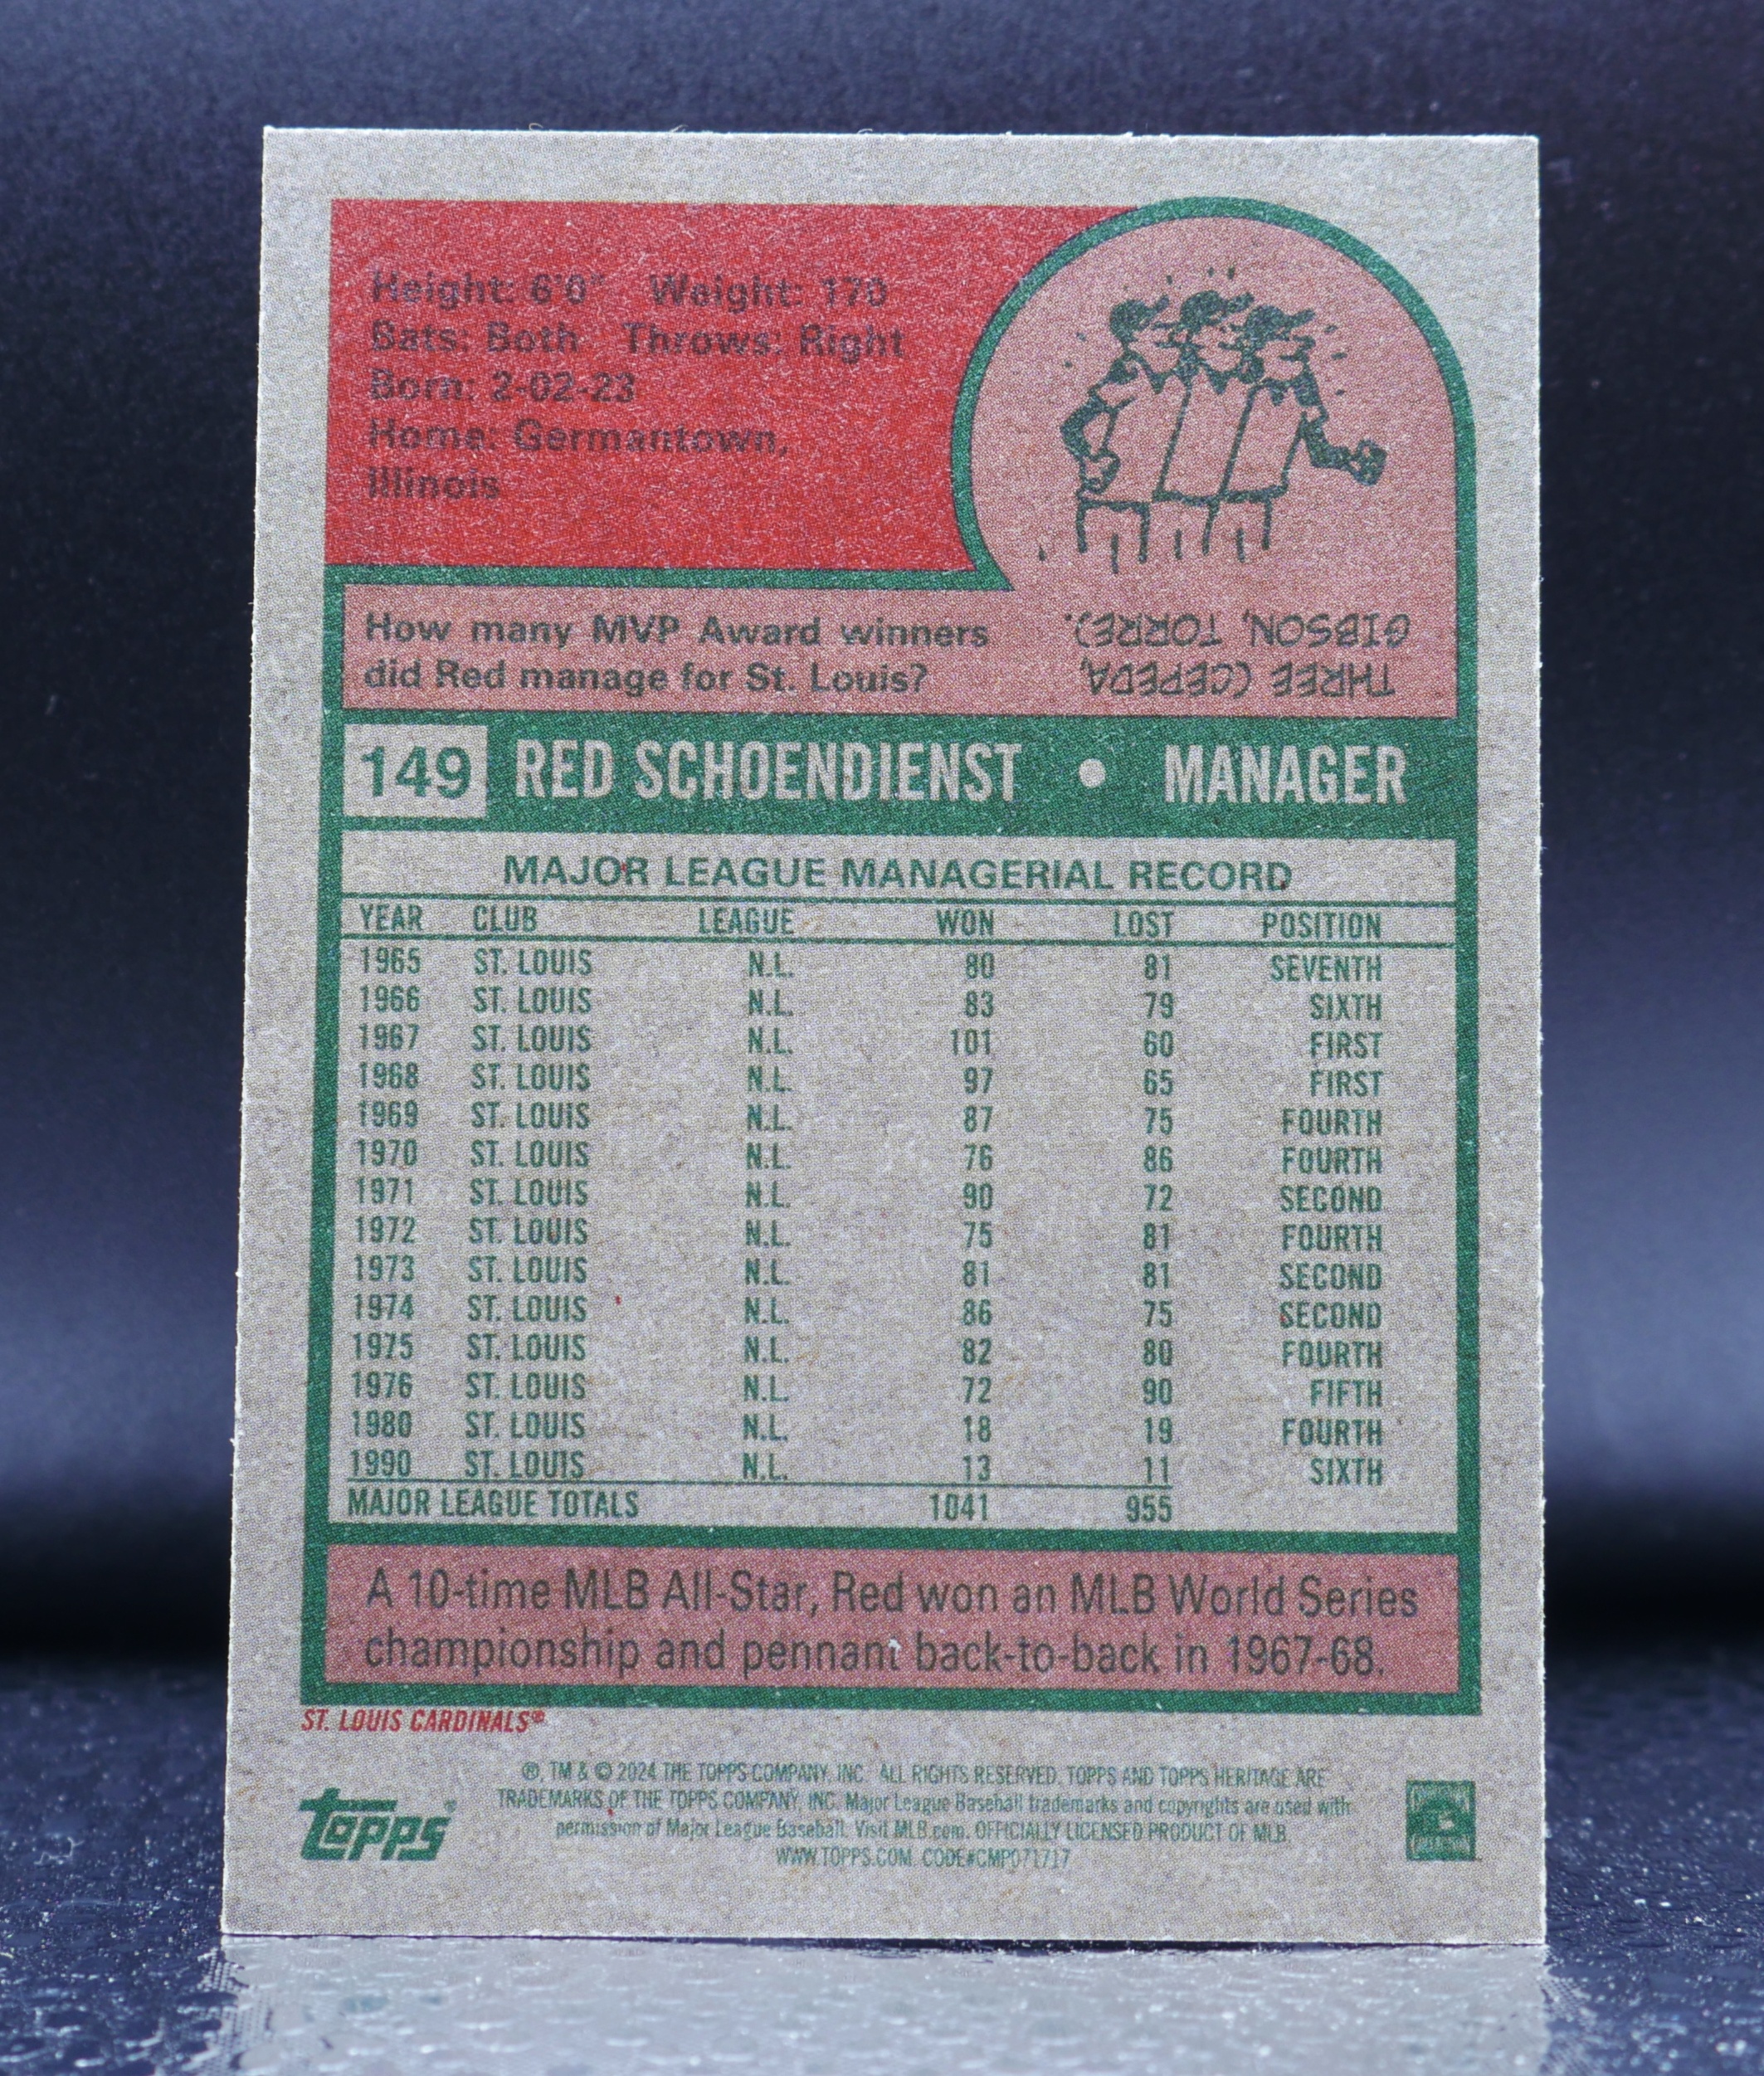 Height: 6'0" Weight: 170
Bats: Both Throws: Right
Born: 2-02-23
Home: Germantown,
Illinois
How many MVP Award winners
did Red manage for St. Louis?
THREE (CEPEDA,
GIBSON, TORRE).
149 RED SCHOENDIENST • MANAGER
MAJOR LEAGUE MANAGERIAL RECORD
YEAR CLUB LEAGUE WON LOST POSITION
1965 ST. LOUIS N.L. 80 81 SEVENTH
1966 ST. LOUIS N.L. 83 79 SIXTH
1967 ST. LOUIS N.L. 101 60 FIRST
1968 ST. LOUIS N.L. 97 65 FIRST
1969 ST. LOUIS N.L. 87 75 FOURTH
1970 ST. LOUIS N.L. 76 86 FOURTH
1971 ST. LOUIS N.L. 90 72 SECOND
1972 ST. LOUIS N.L. 75 81 FOURTH
1973 ST. LOUIS N.L. 81 81 SECOND
1974 ST. LOUIS N.L. 86 75 SECOND
1975 ST. LOUIS N.L. 82 80 FOURTH
1976 ST. LOUIS N.L. 72 90 FIFTH
1980 ST. LOUIS N.L. 18 19 FOURTH
1990 ST. LOUIS N.L. 13 11 SIXTH
MAJOR LEAGUE TOTALS 1041 955
A 10-time MLB All-Star, Red won an MLB World Series
championship and pennant back-to-back in 1967-68.
ST. LOUIS CARDINALS®
®, TM & © 2024 THE TOPPS COMPANY, INC. ALL RIGHTS RESERVED. TOPPS AND TOPPS HERITAGE ARE
TRADEMARKS OF THE TOPPS COMPANY, INC. Major League Baseball trademarks and copyrights are used with
permission of Major League Baseball. Visit MLB.com. OFFICIALLY LICENSED PRODUCT OF MLB.
WWW.TOPPS.COM. CODE#CMP071717
topps®